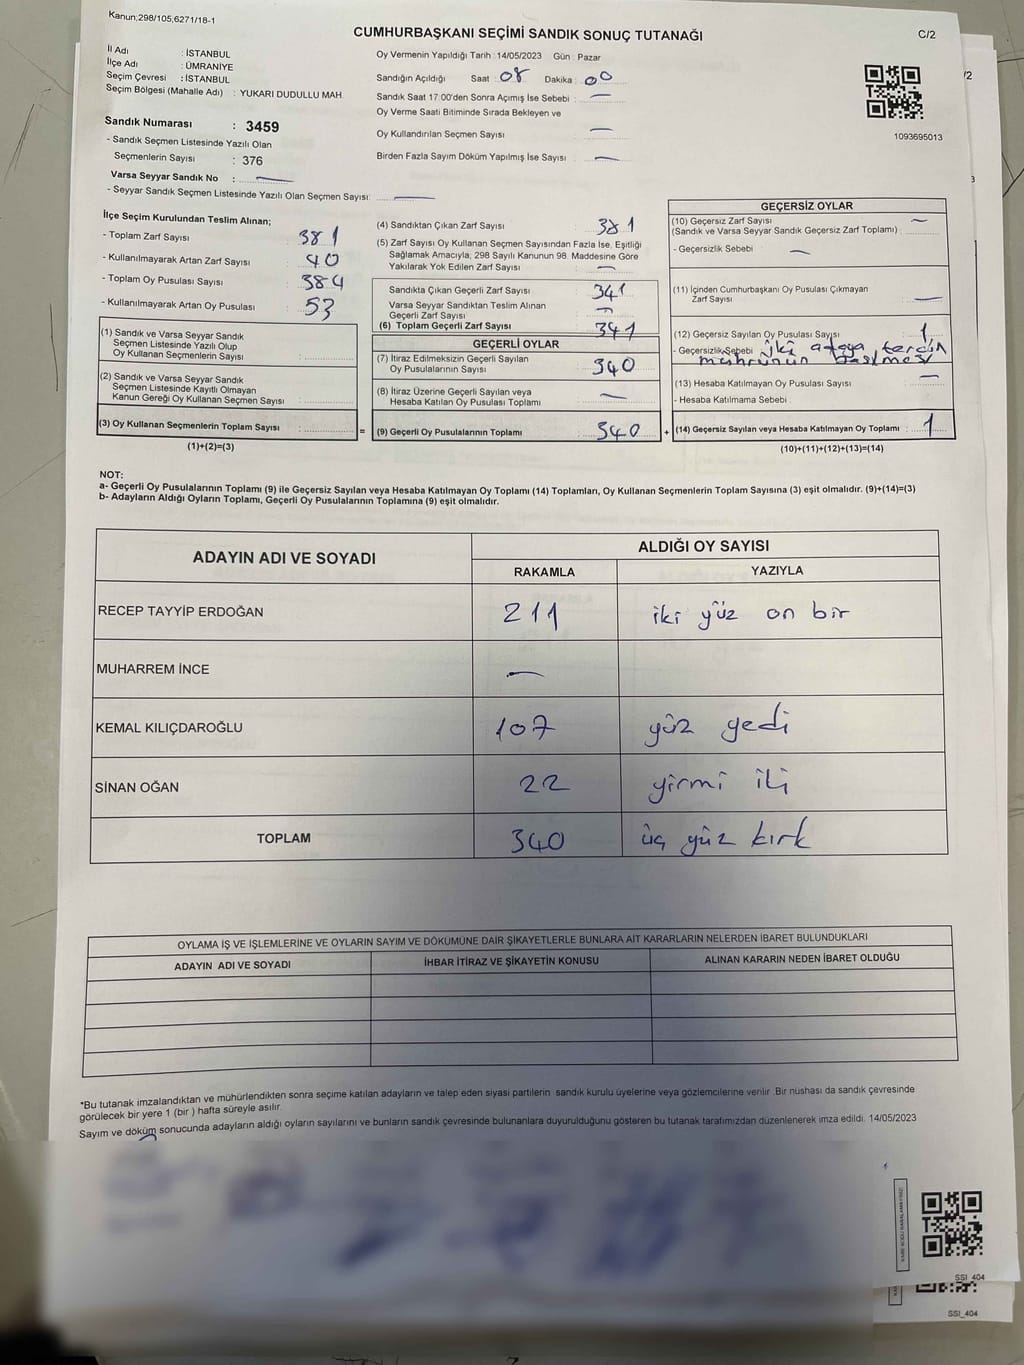 Kanun;298/105,6271/18-1
CUMHURBAŞKANI SEÇİMİ SANDIK SONUÇ TUTANAĞI
C/2
/2
İl Adı : İSTANBUL
İlçe Adı : ÜMRANİYE
Seçim Çevresi : İSTANBUL
Seçim Bölgesi (Mahalle Adı) : YUKARI DUDULLU MAH.
Oy Vermenin Yapıldığı Tarih : 14/05/2023 Gün : Pazar
Sandığın Açıldığı Saat : 08 Dakika : 00
Sandık Saat 17:00'den Sonra Açımış İse Sebebi : —
Oy Verme Saati Bitiminde Sırada Bekleyen ve
Oy Kullandırılan Seçmen Sayısı —
Birden Fazla Sayım Döküm Yapılmış İse Sayısı —
1093695013
Sandık Numarası : 3459
- Sandık Seçmen Listesinde Yazılı Olan
Seçmenlerin Sayısı : 376
Varsa Seyyar Sandık No : —
- Seyyar Sandık Seçmen Listesinde Yazılı Olan Seçmen Sayısı: —
İlçe Seçim Kurulundan Teslim Alınan;
- Toplam Zarf Sayısı 381
- Kullanılmayarak Artan Zarf Sayısı 40
- Toplam Oy Pusulası Sayısı 384
- Kullanılmayarak Artan Oy Pusulası 53
(1) Sandık ve Varsa Seyyar Sandık
Seçmen Listesinde Yazılı Olup
Oy Kullanan Seçmenlerin Sayısı :
(2) Sandık ve Varsa Seyyar Sandık
Seçmen Listesinde Kayıtlı Olmayan
Kanun Gereği Oy Kullanan Seçmen Sayısı :
(3) Oy Kullanan Seçmenlerin Toplam Sayısı :
(1)+(2)=(3)
(4) Sandıktan Çıkan Zarf Sayısı 381
(5) Zarf Sayısı Oy Kullanan Seçmen Sayısından Fazla İse, Eşitliği
Sağlamak Amacıyla; 298 Sayılı Kanunun 98. Maddesine Göre
Yakılarak Yok Edilen Zarf Sayısı : —
Sandıkta Çıkan Geçerli Zarf Sayısı 341
Varsa Seyyar Sandıktan Teslim Alınan
Geçerli Zarf Sayısı —
(6) Toplam Geçerli Zarf Sayısı 341
GEÇERLİ OYLAR
(7) İtiraz Edilmeksizin Geçerli Sayılan
Oy Pusulalarının Sayısı : 340
(8) İtiraz Üzerine Geçerli Sayılan veya
Hesaba Katılan Oy Pusulası Toplamı —
= (9) Geçerli Oy Pusulalarının Toplamı 340 +
GEÇERSİZ OYLAR
(10) Geçersiz Zarf Sayısı —
(Sandık ve Varsa Seyyar Sandık Geçersiz Zarf Toplamı) :
- Geçersizlik Sebebi —
(11) İçinden Cumhurbaşkanı Oy Pusulası Çıkmayan
Zarf Sayısı —
(12) Geçersiz Sayılan Oy Pusulası Sayısı 1
- Geçersizlik Sebebi iki adaya tercih
mührünün basılması
(13) Hesaba Katılmayan Oy Pusulası Sayısı —
- Hesaba Katılmama Sebebi
(14) Geçersiz Sayılan veya Hesaba Katılmayan Oy Toplamı : 1
(10)+(11)+(12)+(13)=(14)
NOT:
a- Geçerli Oy Pusulalarının Toplamı (9) ile Geçersiz Sayılan veya Hesaba Katılmayan Oy Toplamı (14) Toplamları, Oy Kullanan Seçmenlerin Toplam Sayısına (3) eşit olmalıdır. (9)+(14)=(3)
b- Adayların Aldığı Oyların Toplamı, Geçerli Oy Pusulalarının Toplamına (9) eşit olmalıdır.
ADAYIN ADI VE SOYADI
ALDIĞI OY SAYISI
RAKAMLA YAZIYLA
RECEP TAYYİP ERDOĞAN 211 iki yüz on bir
MUHARREM İNCE —
KEMAL KILIÇDAROĞLU 107 yüz yedi
SİNAN OĞAN 22 yirmi iki
TOPLAM 340 üç yüz kırk
OYLAMA İŞ VE İŞLEMLERİNE VE OYLARIN SAYIM VE DÖKÜMÜNE DAİR ŞİKAYETLERLE BUNLARA AİT KARARLARIN NELERDEN İBARET BULUNDUKLARI
ADAYIN ADI VE SOYADI İHBAR İTİRAZ VE ŞİKAYETİN KONUSU ALINAN KARARIN NEDEN İBARET OLDUĞU
*Bu tutanak imzalandıktan ve mühürlendikten sonra seçime katılan adayların ve talep eden siyasi partilerin sandık kurulu üyelerine veya gözlemcilerine verilir .Bir nüshası da sandık çevresinde
görülecek bir yere 1 (bir ) hafta süreyle asılır.
Sayım ve döküm sonucunda adayların aldığı oyların sayılarını ve bunların sandık çevresinde bulunanlara duyurulduğunu gösteren bu tutanak tarafımızdan düzenlenerek imza edildi. 14/05/2023
SSİ_404
SSİ_404